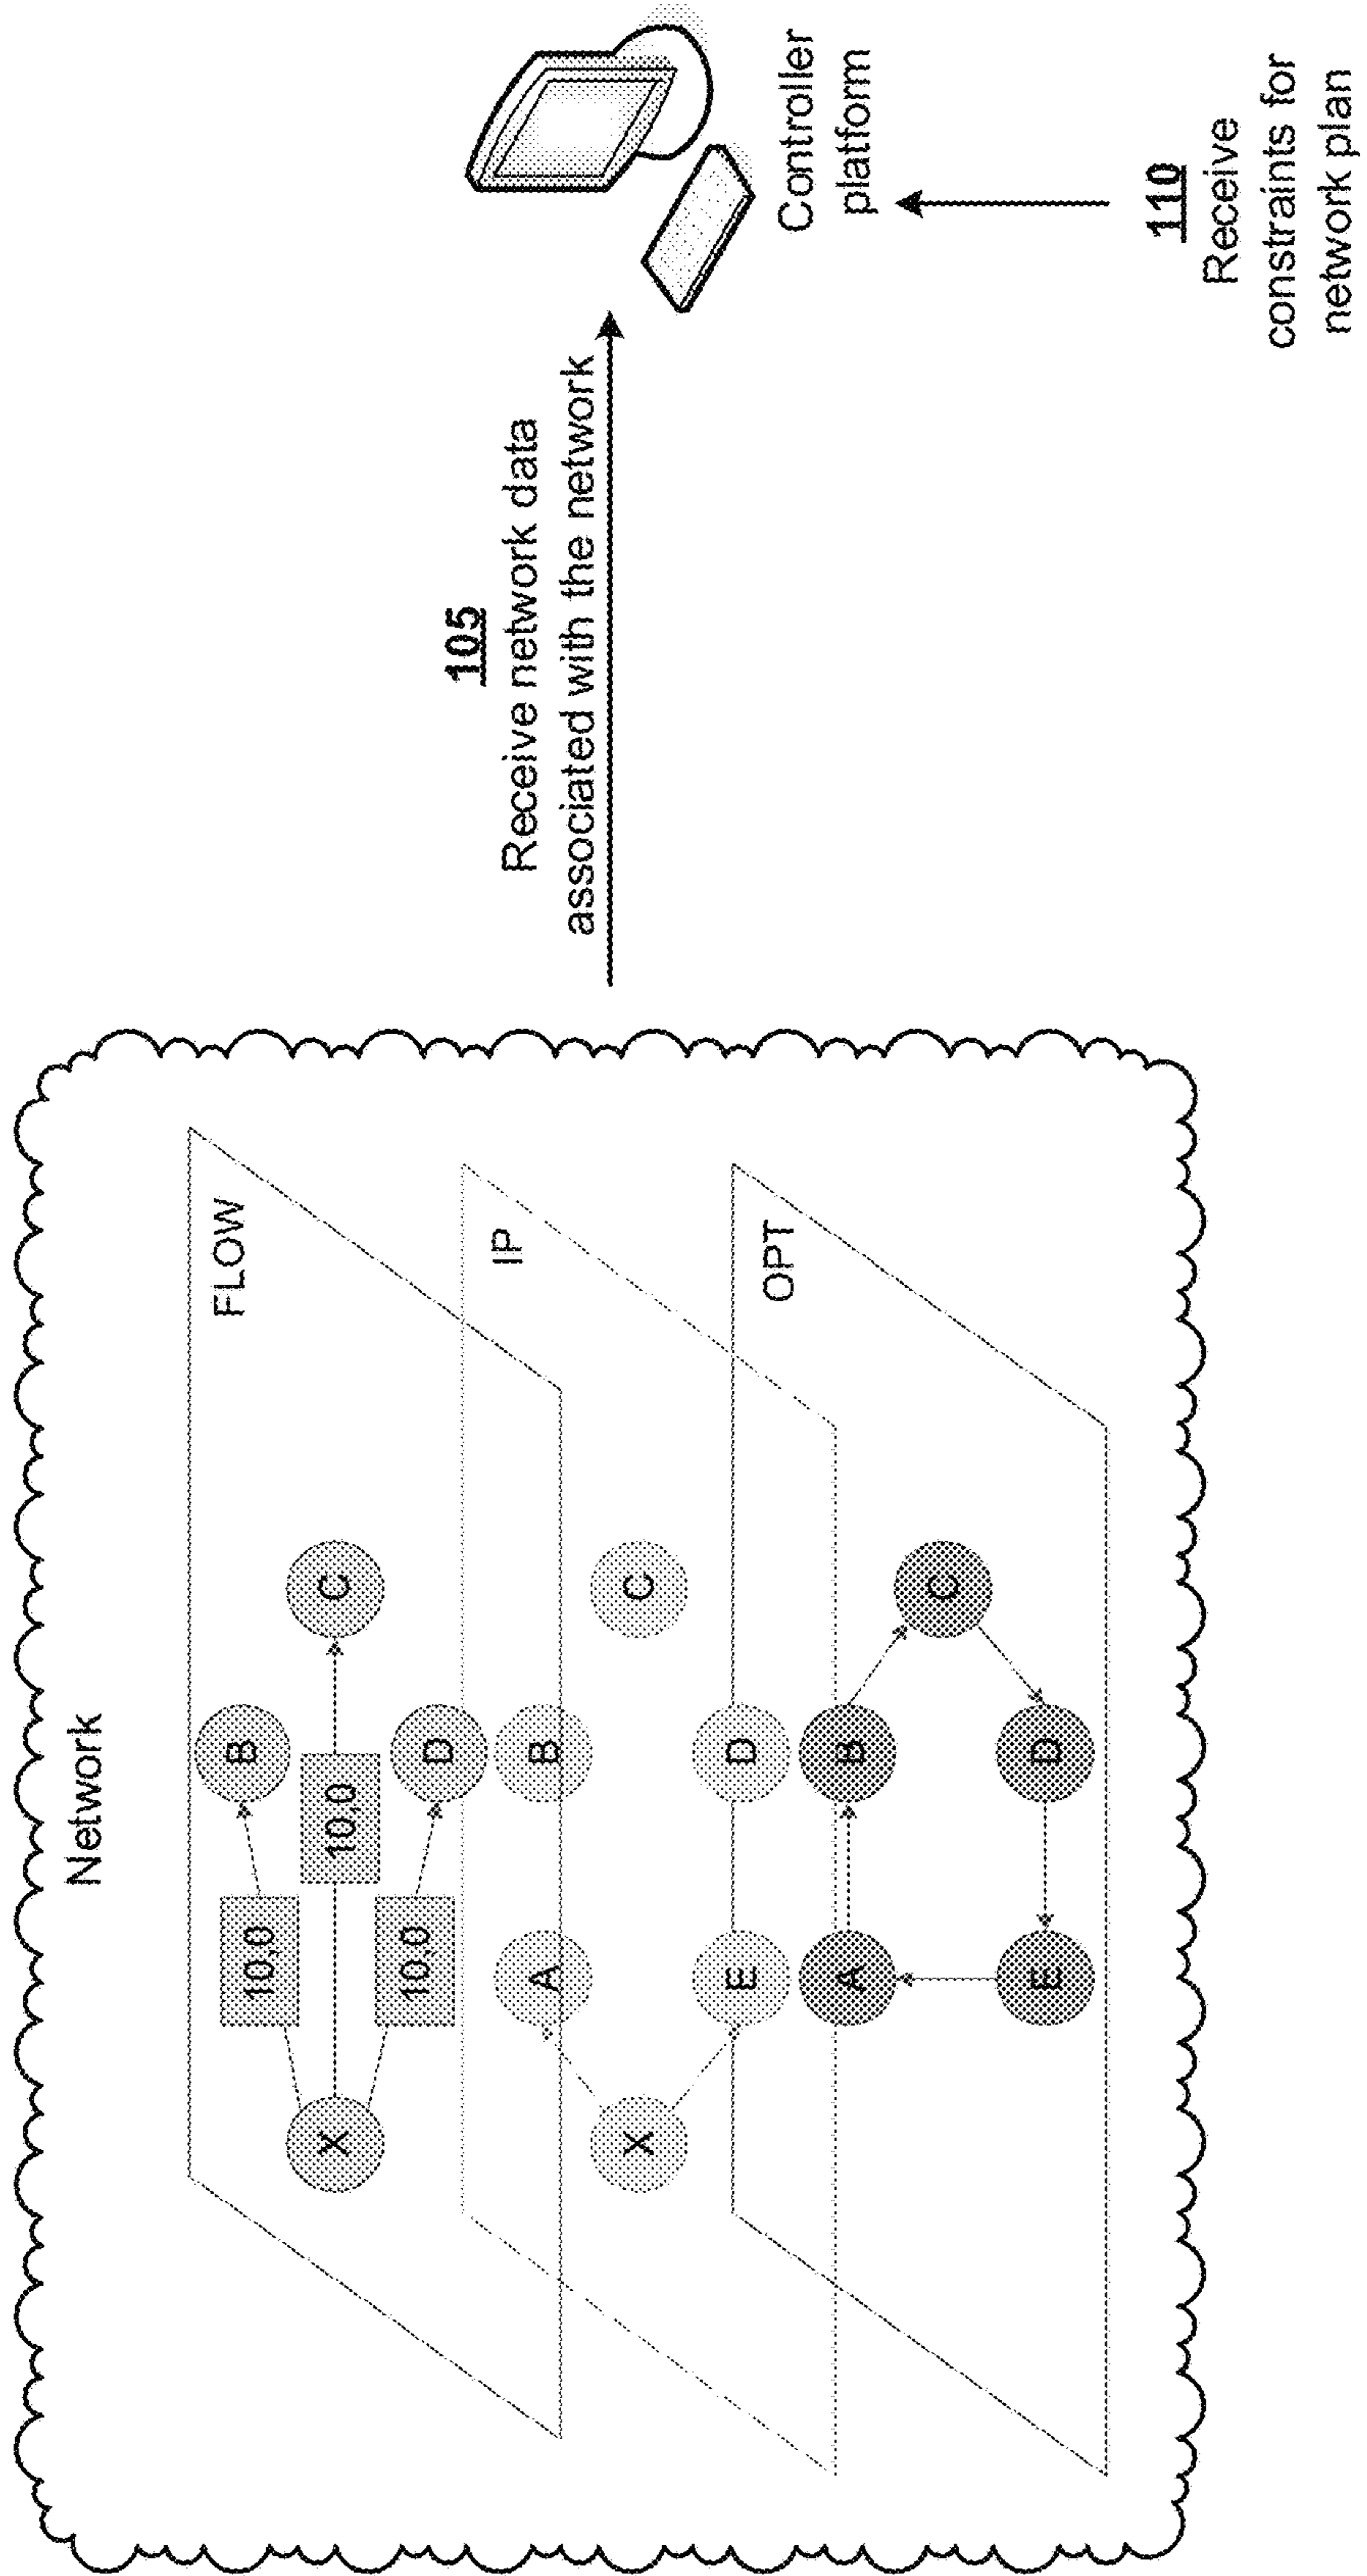 Network
FLOW
B
10,0
X
10,0
C
10,0
D
IP
A
B
X
C
E
D
OPT
A
B
C
E
D
105
Receive network data
associated with the network
Controller
platform
110
Receive
constraints for
network plan